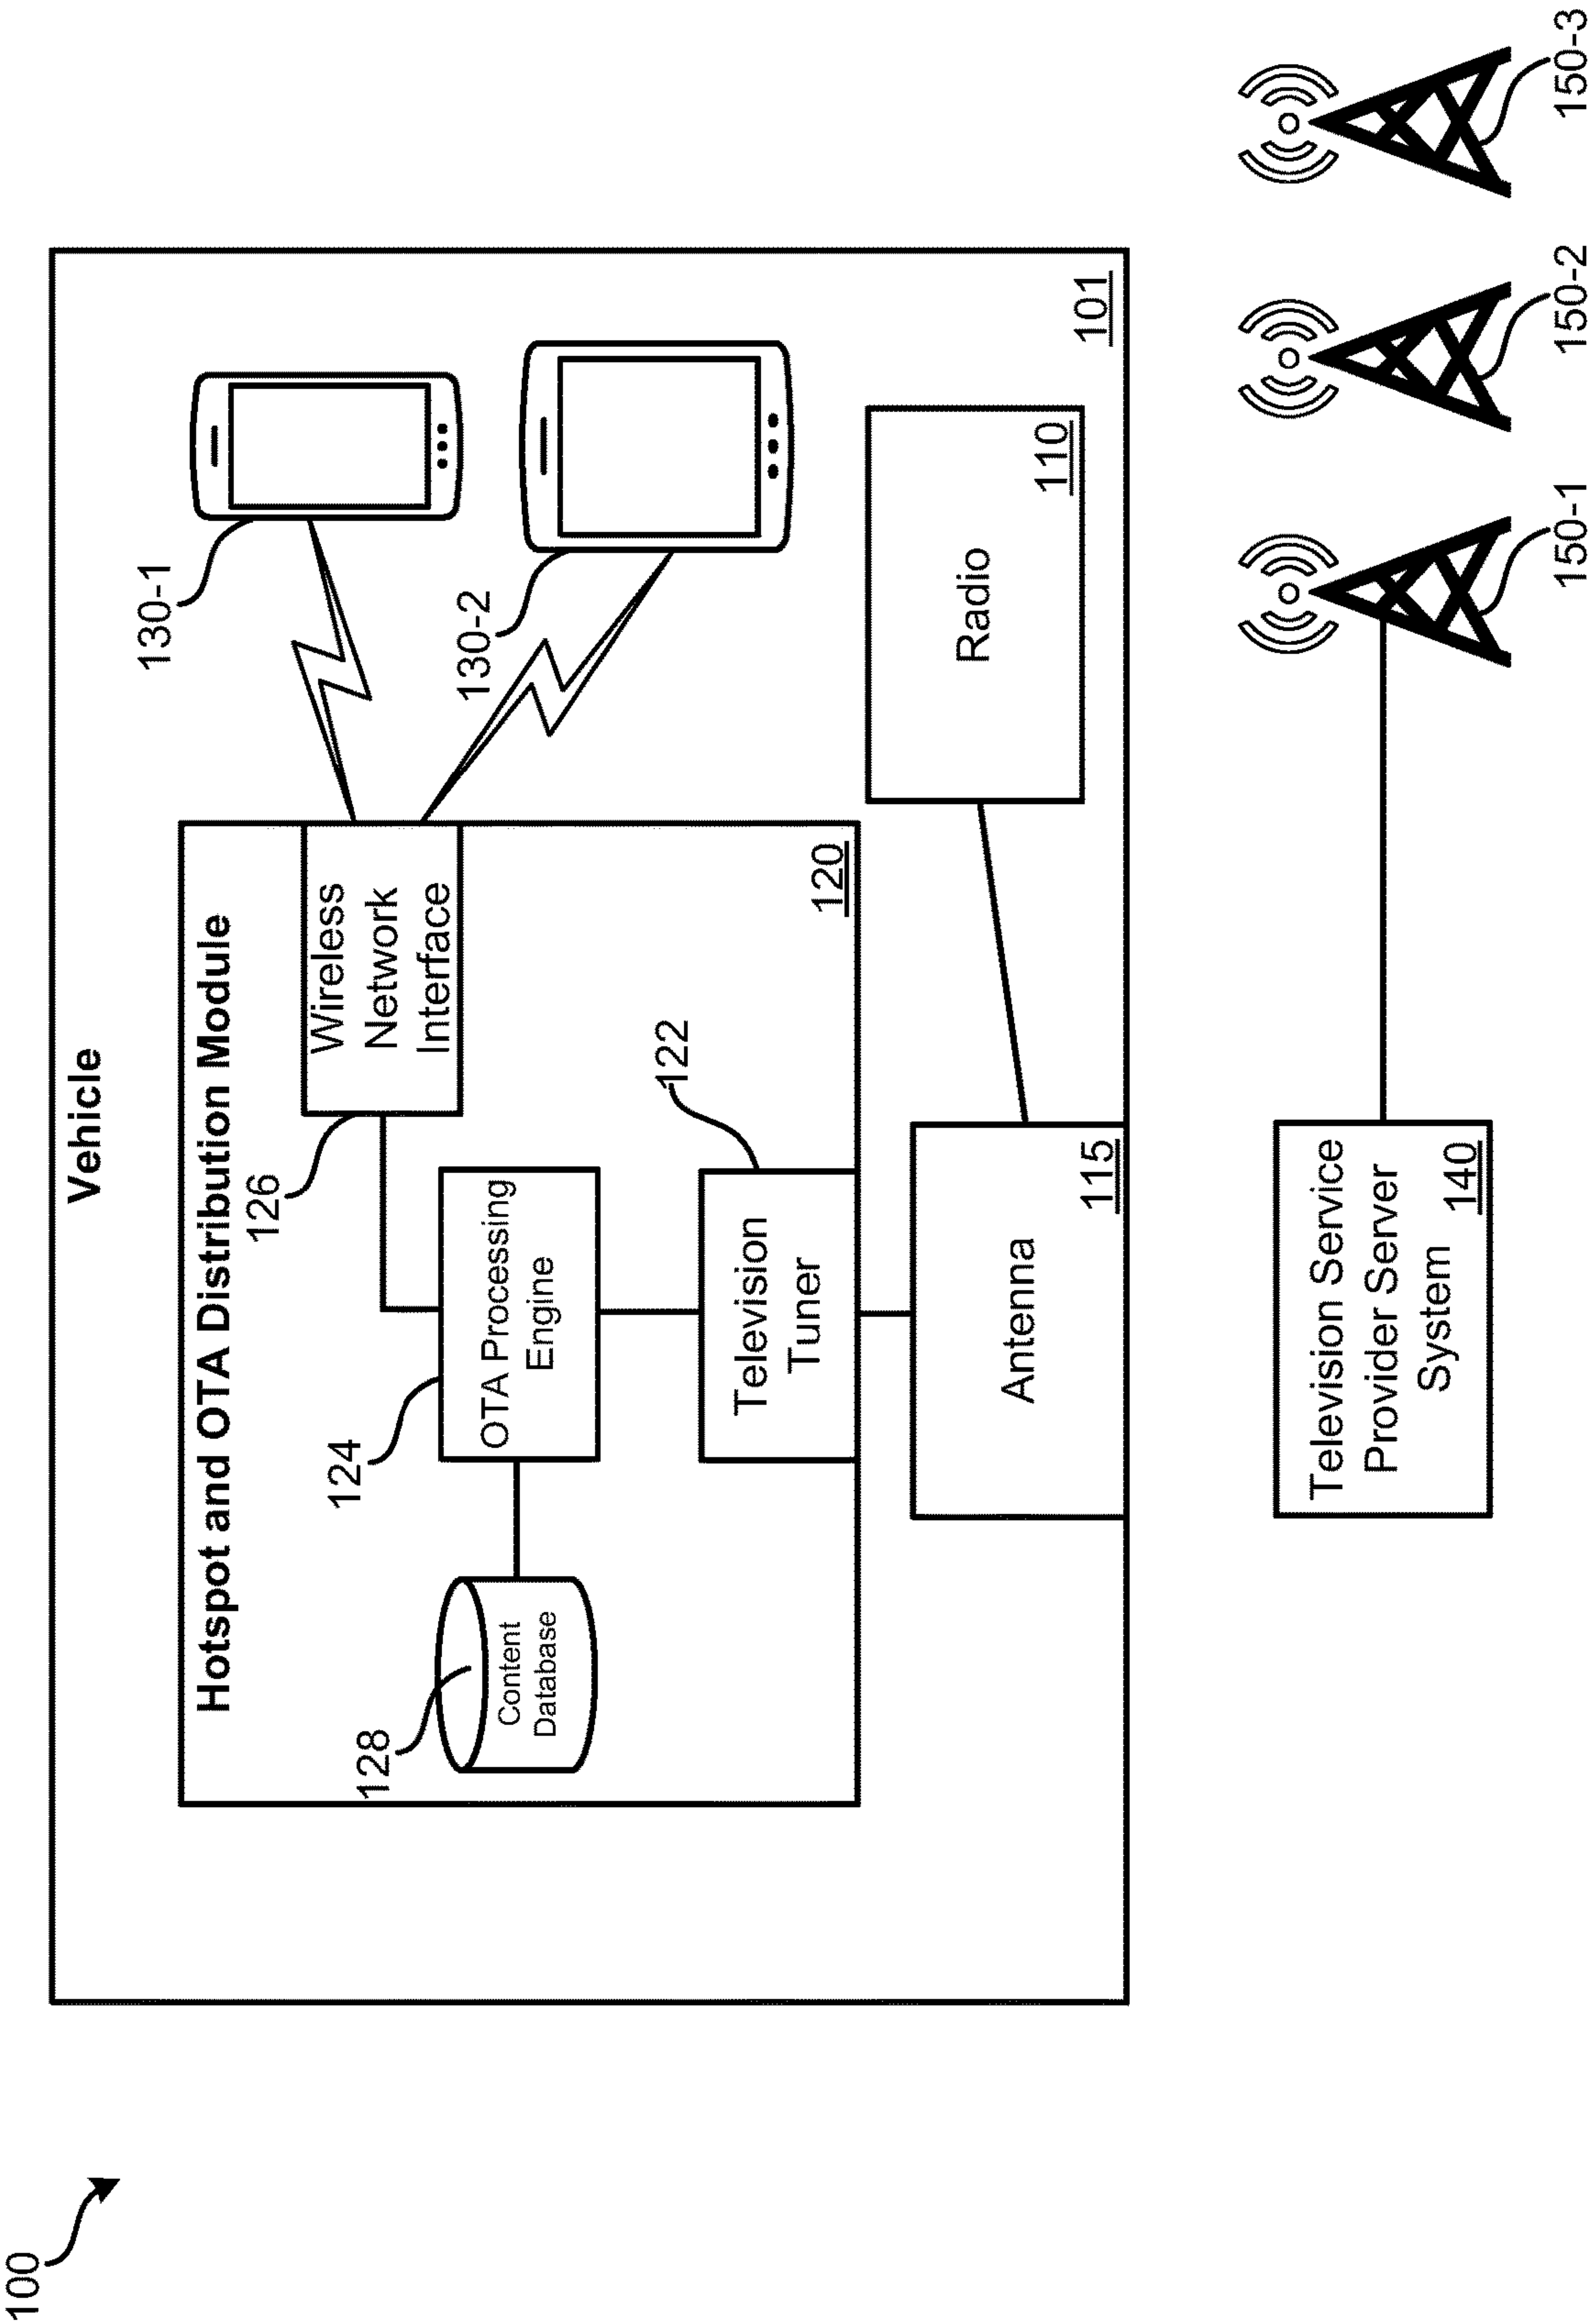 100
Vehicle
Hotspot and OTA Distribution Module
130-1
126
Wireless
Network
Interface
124
128
OTA Processing
Engine
Content
Database
130-2
122
Television
Tuner
120
Radio
110
Antenna
115
101
Television Service
Provider Server
System
140
150-1
150-2
150-3